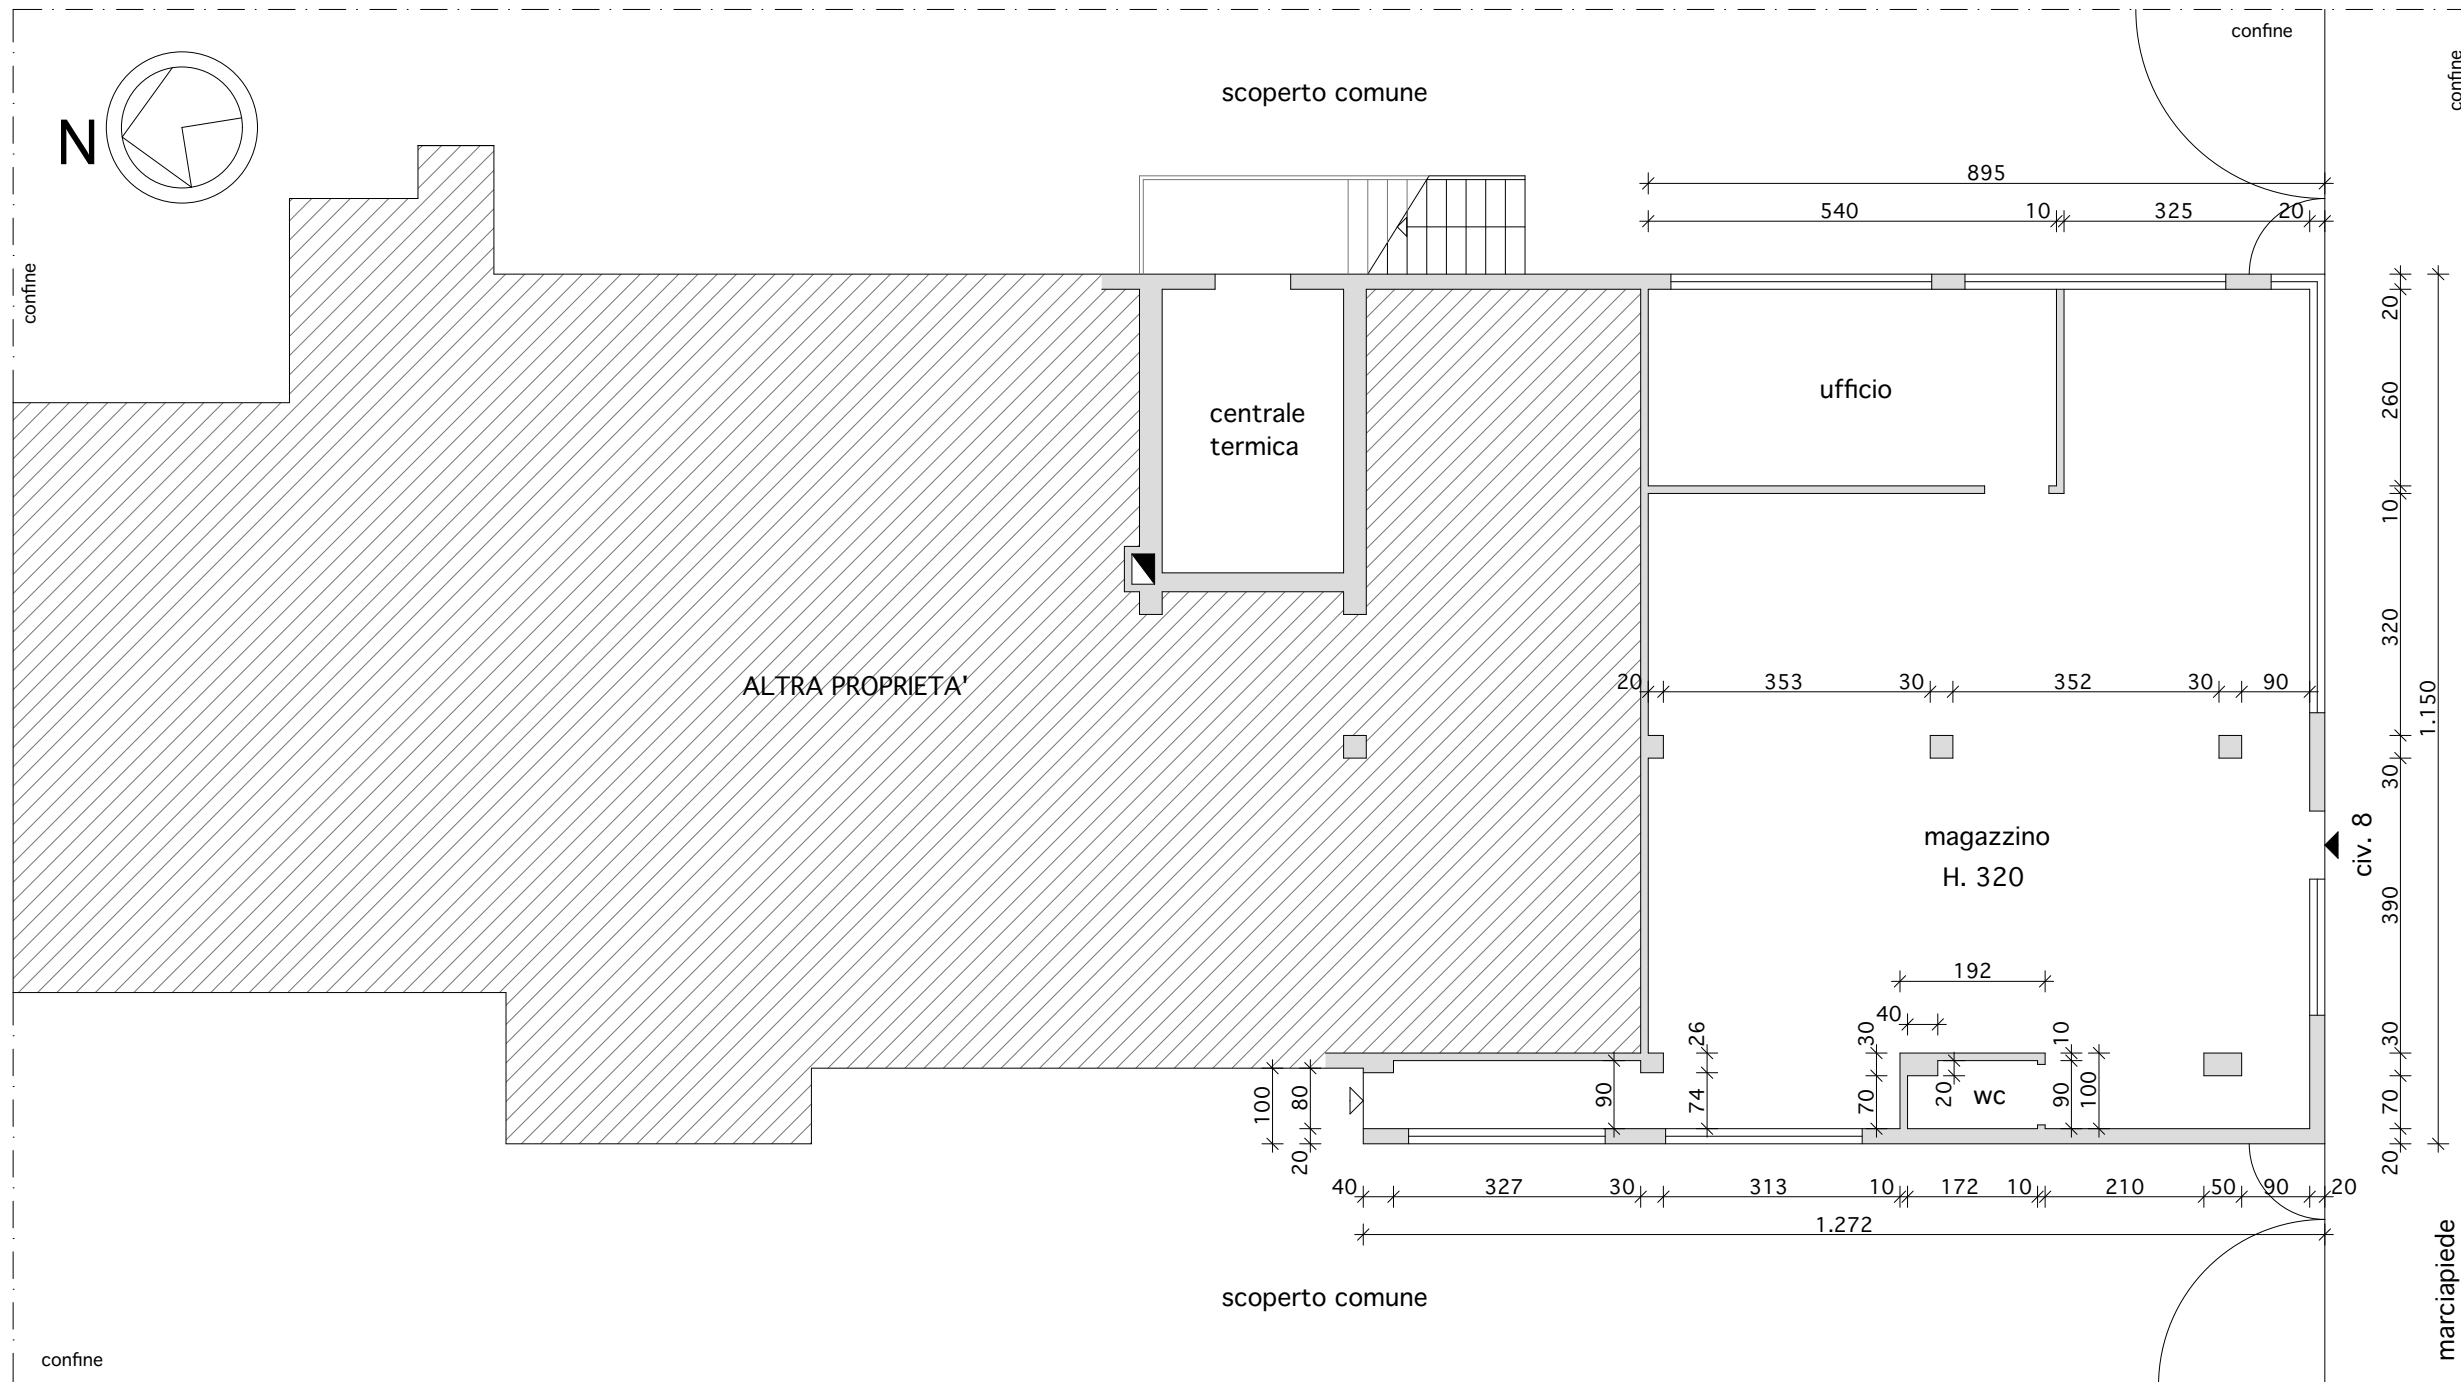 confine
confine
scoperto comune
N
895
540 10 325 20
confine
20
ufficio
260
centrale
termica
10
320
ALTRA PROPRIETA'
20 353 30 352 30 90
1.150
30
magazzino
civ. 8
H. 320
390
192
40
26
30
10
30
100
80
90
74
70
20
wc
90
100
70
20
20
40 327 30 313 10 172 10 210 50 90 20
1.272
scoperto comune
marciapiede
confine